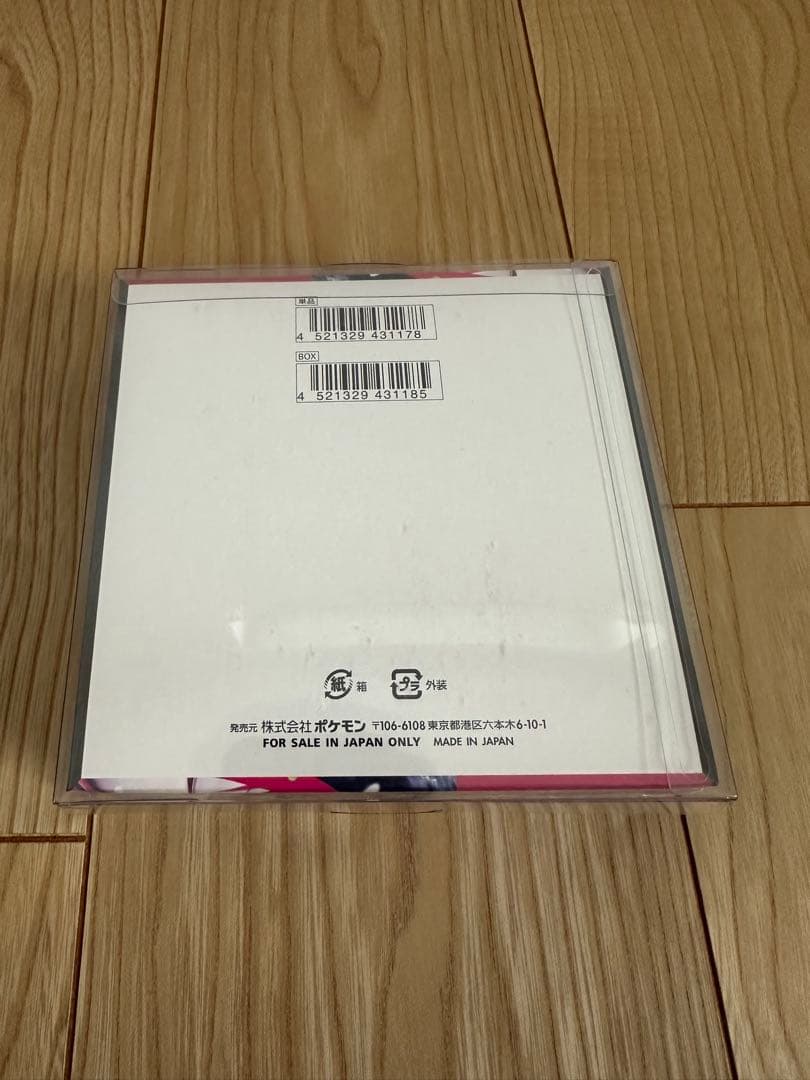 単品
4 521329 431178
BOX
4 521329 431185
紙 箱 プラ 外装
発売元 株式会社ポケモン 〒106-6108 東京都港区六本木6-10-1
FOR SALE IN JAPAN ONLY MADE IN JAPAN